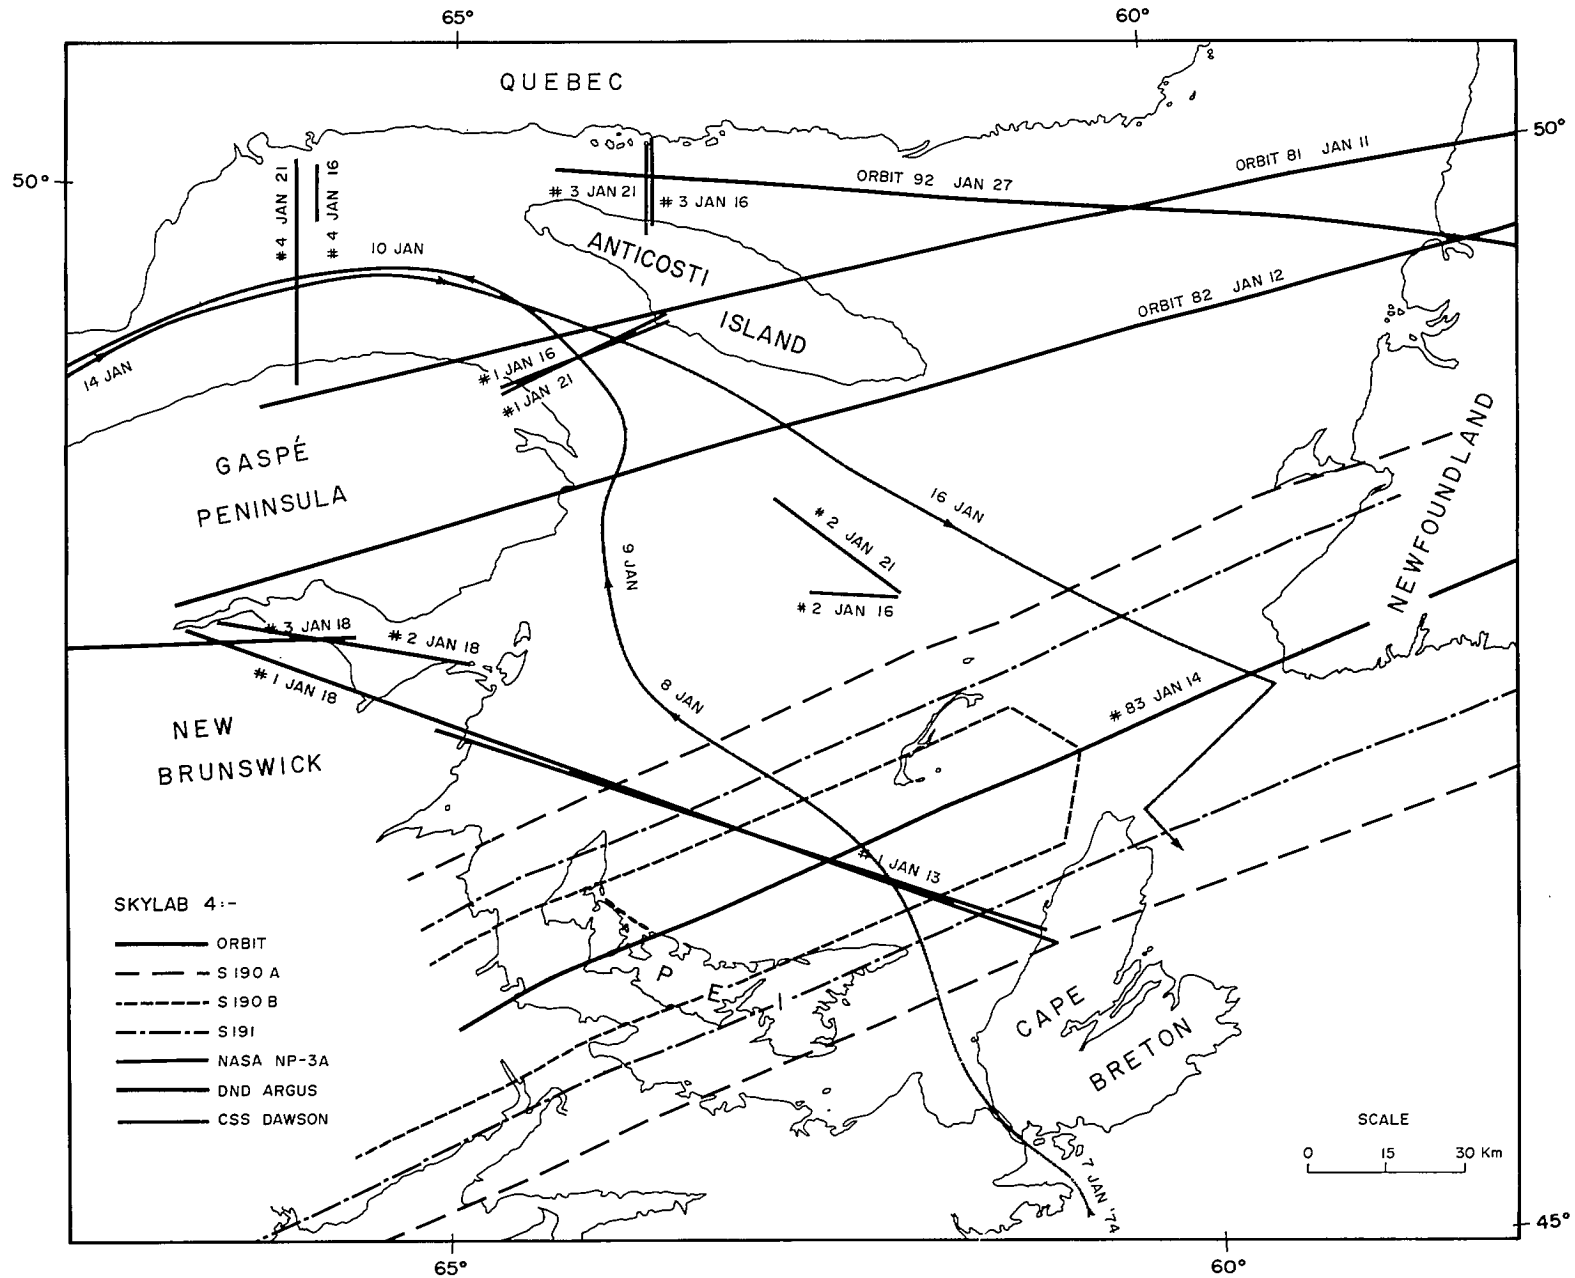 65°
60°
QUEBEC
50°
50°
ORBIT 81 JAN 11
ORBIT 92 JAN 27
# 3 JAN 21
# 3 JAN 16
#4 JAN 21
# 4 JAN 16
10 JAN
ANTICOSTI
ISLAND
ORBIT 82 JAN 12
14 JAN
#1 JAN 16
#1 JAN 21
GASPÉ
PENINSULA
16 JAN
# 2 JAN 21
# 2 JAN 16
9 JAN
NEWFOUNDLAND
# 3 JAN 18
# 2 JAN 18
# 1 JAN 18
8 JAN
# 83 JAN 14
NEW
BRUNSWICK
# 1 JAN 13
SKYLAB 4:-
ORBIT
S 190 A
S 190 B
S 191
NASA NP-3A
DND ARGUS
CSS DAWSON
P E I
CAPE
BRETON
SCALE
0 15 30 Km
7 JAN '74
45°
65°
60°